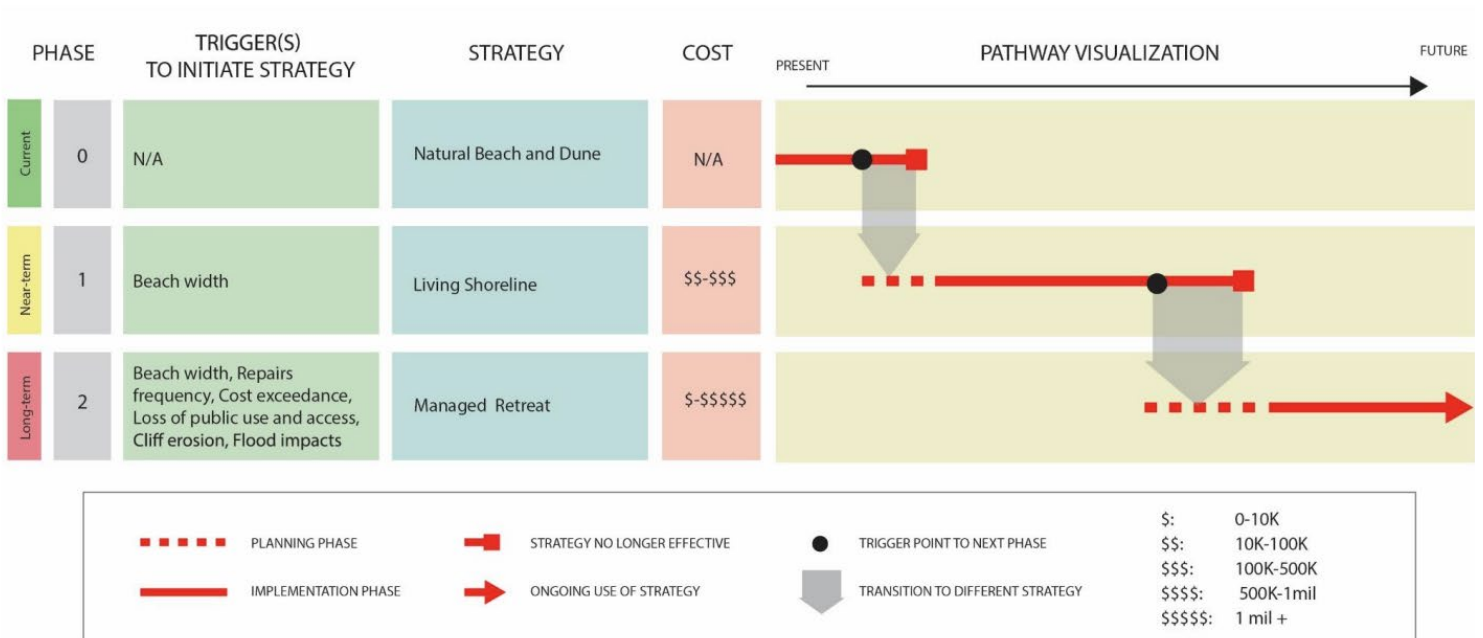 PHASE
TRIGGER(S)
TO INITIATE STRATEGY
STRATEGY
COST
PRESENT
PATHWAY VISUALIZATION
FUTURE
Current
0
N/A
Natural Beach and Dune
N/A
Near-term
1
Beach width
Living Shoreline
$$-$$$
Long-term
2
Beach width, Repairs
frequency, Cost exceedance,
Loss of public use and access,
Cliff erosion, Flood impacts
Managed Retreat
$-$$$$$
PLANNING PHASE
STRATEGY NO LONGER EFFECTIVE
TRIGGER POINT TO NEXT PHASE
IMPLEMENTATION PHASE
ONGOING USE OF STRATEGY
TRANSITION TO DIFFERENT STRATEGY
$: 0-10K
$$: 10K-100K
$$$: 100K-500K
$$$$: 500K-1mil
$$$$$: 1 mil +